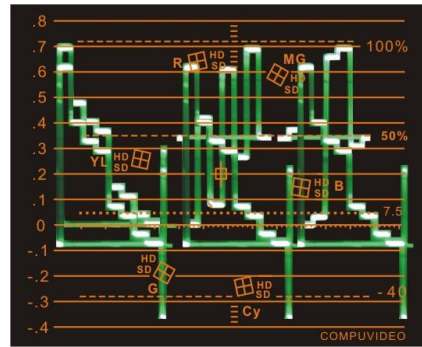 .8
.7
.6
.5
.4
.3
.2
.1
0
-.1
-.2
-.3
-.4
100%
50%
7.5
-40
R
HD
SD
MG
HD
SD
YL
HD
SD
HD
SD
B
HD
SD
G
HD
SD
Cy
COMPUVIDEO